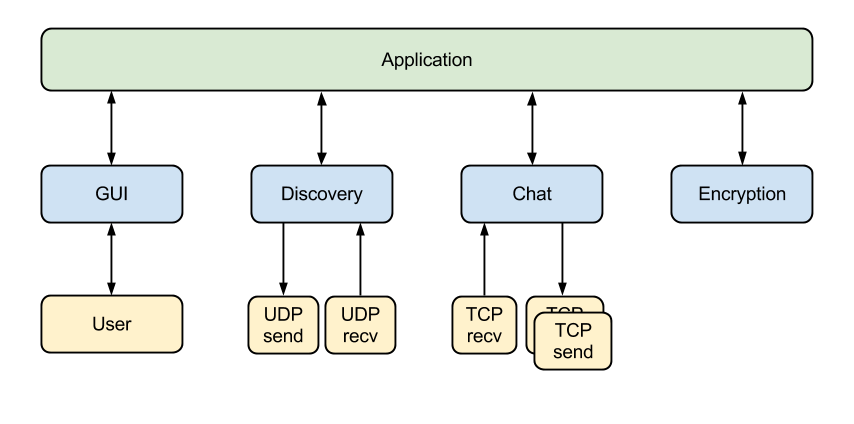 Application
GUI
Discovery
Chat
Encryption
User
UDP
send
UDP
recv
TCP
recv
TCP
TCP
send